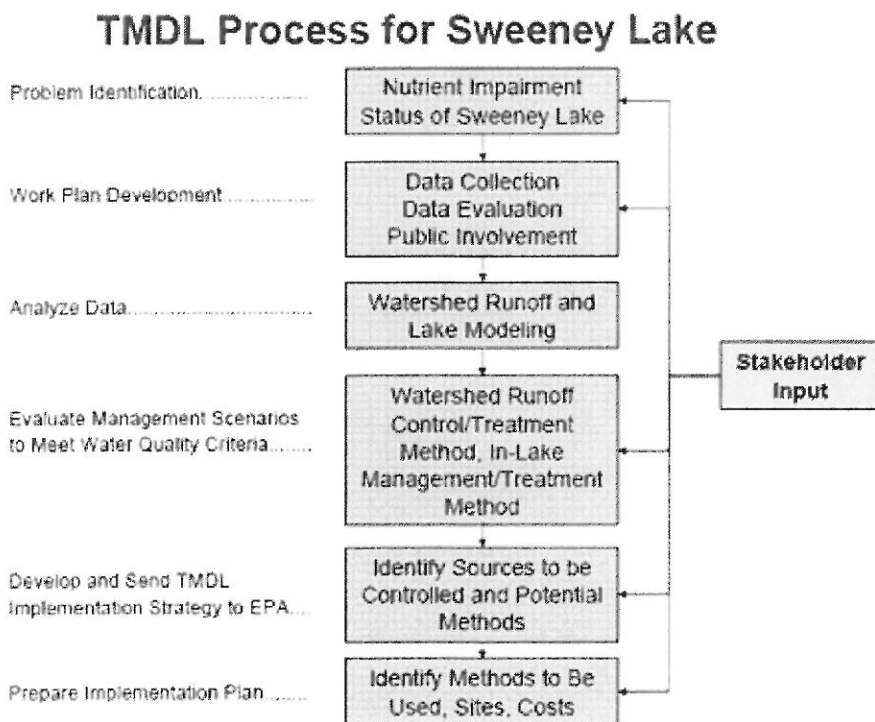 TMDL Process for Sweeney Lake
Problem Identification...................
Nutrient Impairment
Status of Sweeney Lake
Work Plan Development...............
Data Collection
Data Evaluation
Public Involvement
Analyze Data.................................
Watershed Runoff and
Lake Modeling
Stakeholder
Input
Evaluate Management Scenarios
to Meet Water Quality Criteria........
Watershed Runoff
Control/Treatment
Method, In-Lake
Management/Treatment
Method
Develop and Send TMDL
Implementation Strategy to EPA....
Identify Sources to be
Controlled and Potential
Methods
Prepare Implementation Plan.........
Identify Methods to Be
Used, Sites, Costs